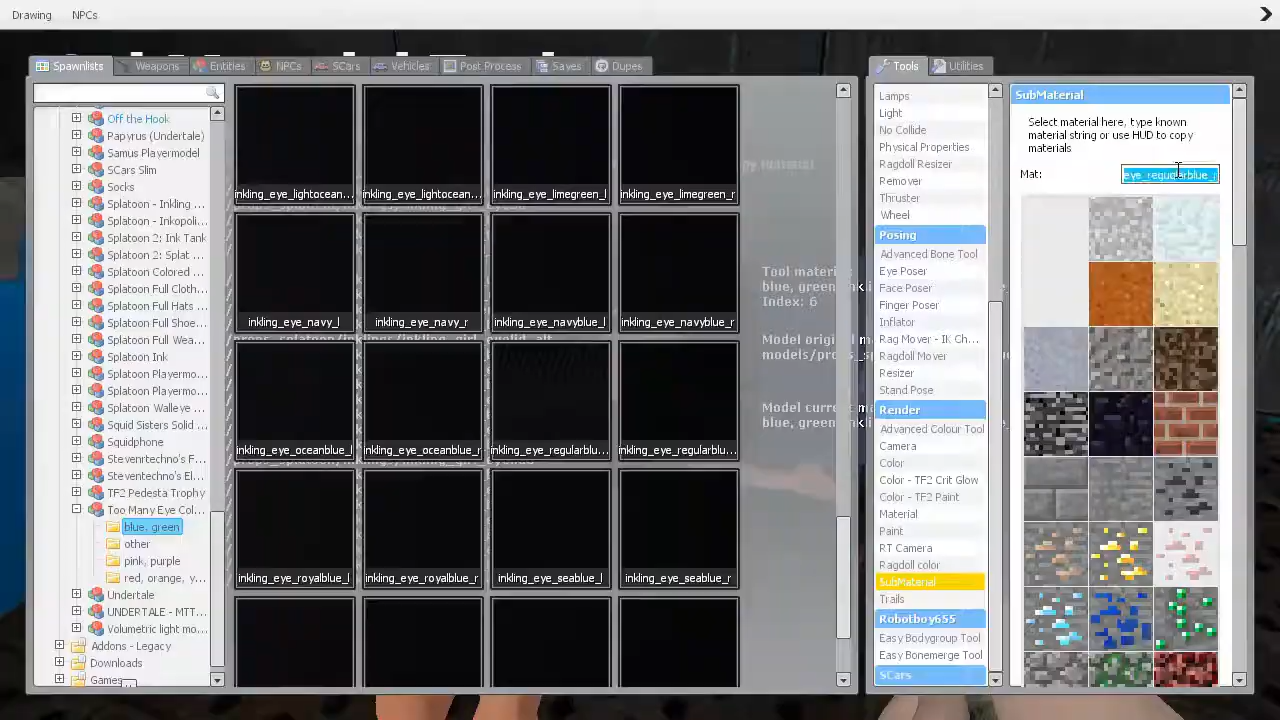 Drawing NPCs
Spawnlists Weapons Entities NPCs SCars Vehicles Post Process Saves Dupes
Off the Hook
Papyrus (Undertale)
Samus Playermodel
SCars Slim
Socks
Splatoon - Inkling ...
Splatoon - Inkopoli...
Splatoon 2: Ink Tank
Splatoon 2: Splat ...
Splatoon Colored ...
Splatoon Full Cloth...
Splatoon Full Hats ...
Splatoon Full Shoe...
Splatoon Full Wea...
Splatoon Ink
Splatoon Playermo...
Splatoon Playermo...
Splatoon Walleye ...
Squid Sisters Solid ...
Squidphone
Stevenrtechno's F...
Steventechno's El...
TF2 Pedesta Trophy
Too Many Eye Col...
blue, green
other
pink, purple
red, orange, y...
Undertale
UNDERTALE - MTT...
Volumetric light mo...
Addons - Legacy
Downloads
Games
inkling_eye_lightocean... inkling_eye_lightocean... inkling_eye_limegreen_l inkling_eye_limegreen_r
inkling_eye_navy_l inkling_eye_navy_r inkling_eye_navyblue_l inkling_eye_navyblue_r
inkling_eye_oceanblue_l inkling_eye_oceanblue_r inkling_eye_regularblu... inkling_eye_regularblu...
inkling_eye_royalblue_l inkling_eye_royalblue_r inkling_eye_seablue_l inkling_eye_seablue_r
Index: 6
Tools Utilities
Lamps
Light
No Collide
Physical Properties
Ragdoll Resizer
Remover
Thruster
Wheel
Posing
Advanced Bone Tool
Eye Poser
Face Poser
Finger Poser
Inflator
Rag Mover - IK Ch...
Ragdoll Mover
Resizer
Stand Pose
Render
Advanced Colour Tool
Camera
Color
Color - TF2 Crit Glow
Color - TF2 Paint
Material
Paint
RT Camera
Ragdoll color
SubMaterial
Trails
Robotboy655
Easy Bodygroup Tool
Easy Bonemerge Tool
SCars
SubMaterial
Select material here, type known
material string or use HUD to copy
materials
Mat: